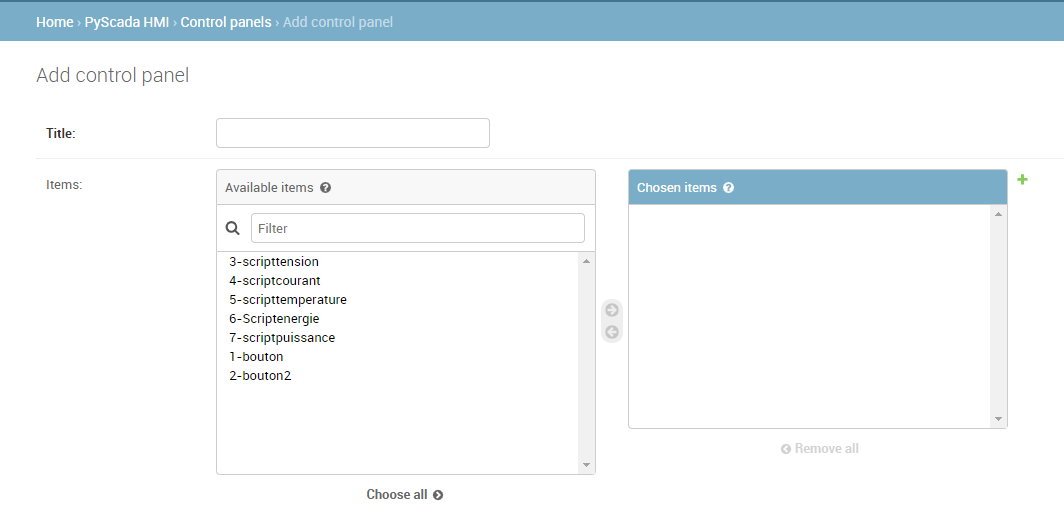 Home › PyScada HMI › Control panels › Add control panel
Add control panel
Title:
Items:
Available items
Chosen items
Filter
3-scripttension
4-scriptcourant
5-scripttemperature
6-Scriptenergie
7-scriptpuissance
1-bouton
2-bouton2
Remove all
Choose all